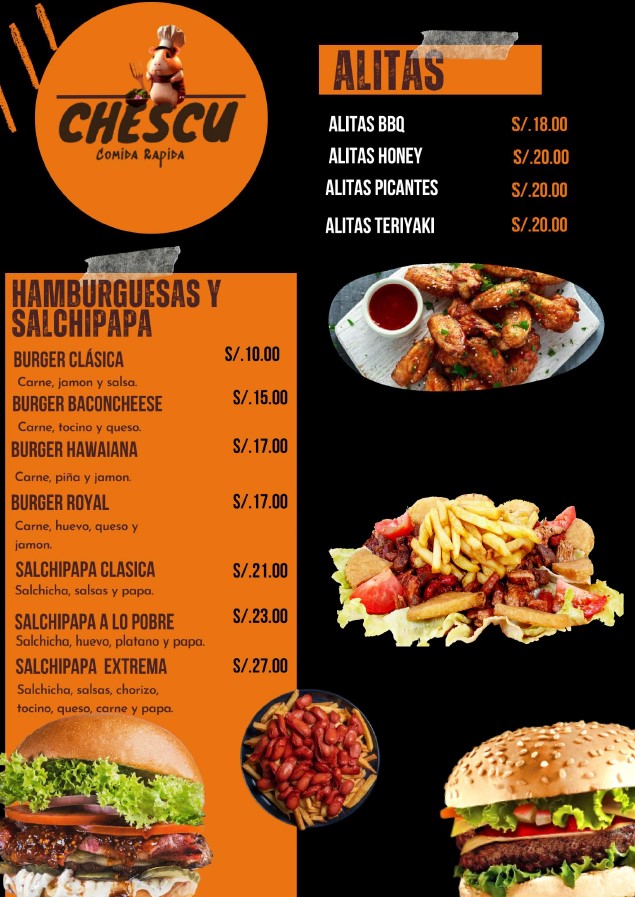 CHESCU
Comida Rapida
ALITAS
ALITAS BBQ S/.18.00
ALITAS HONEY S/.20.00
ALITAS PICANTES S/.20.00
ALITAS TERIYAKI S/.20.00
HAMBURGUESAS Y
SALCHIPAPA
BURGER CLÁSICA S/.10.00
Carne, jamon y salsa.
BURGER BACONCHEESE S/.15.00
Carne, tocino y queso.
BURGER HAWAIANA S/.17.00
Carne, piña y jamon.
BURGER ROYAL S/.17.00
Carne, huevo, queso y
jamon.
SALCHIPAPA CLASICA S/.21.00
Salchicha, salsas y papa.
SALCHIPAPA A LO POBRE S/.23.00
Salchicha, huevo, platano y papa.
SALCHIPAPA EXTREMA S/.27.00
Salchicha, salsas, chorizo,
tocino, queso, carne y papa.